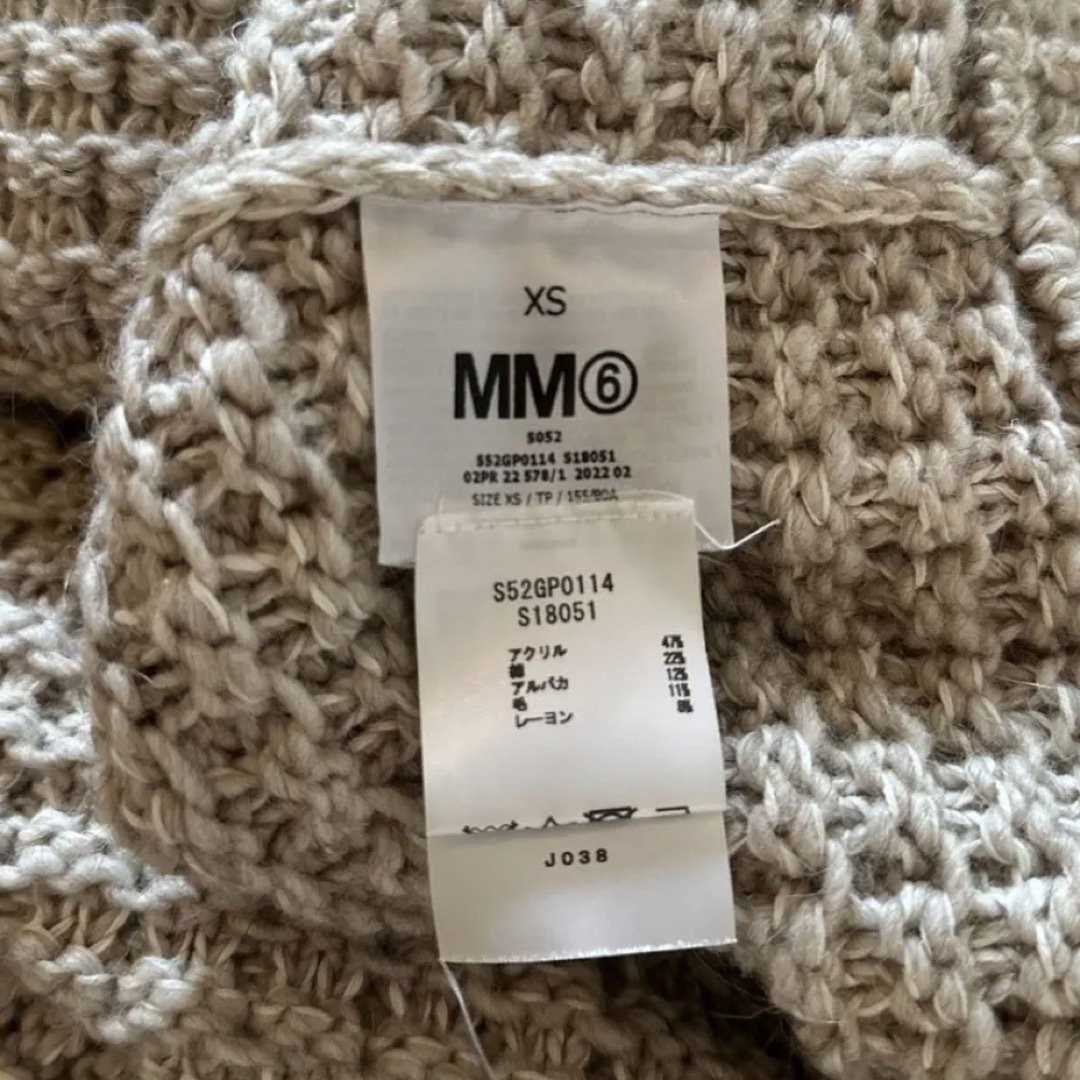 XS
MM⑥
S052
S52GP0114 S18051
02PR 22 578/1 2022 02
SIZE XS / TP / 155/80A
S52GP0114
S18051
アクリル 47%
綿 22%
アルパカ 12%
毛 11%
レーヨン 8%
J038